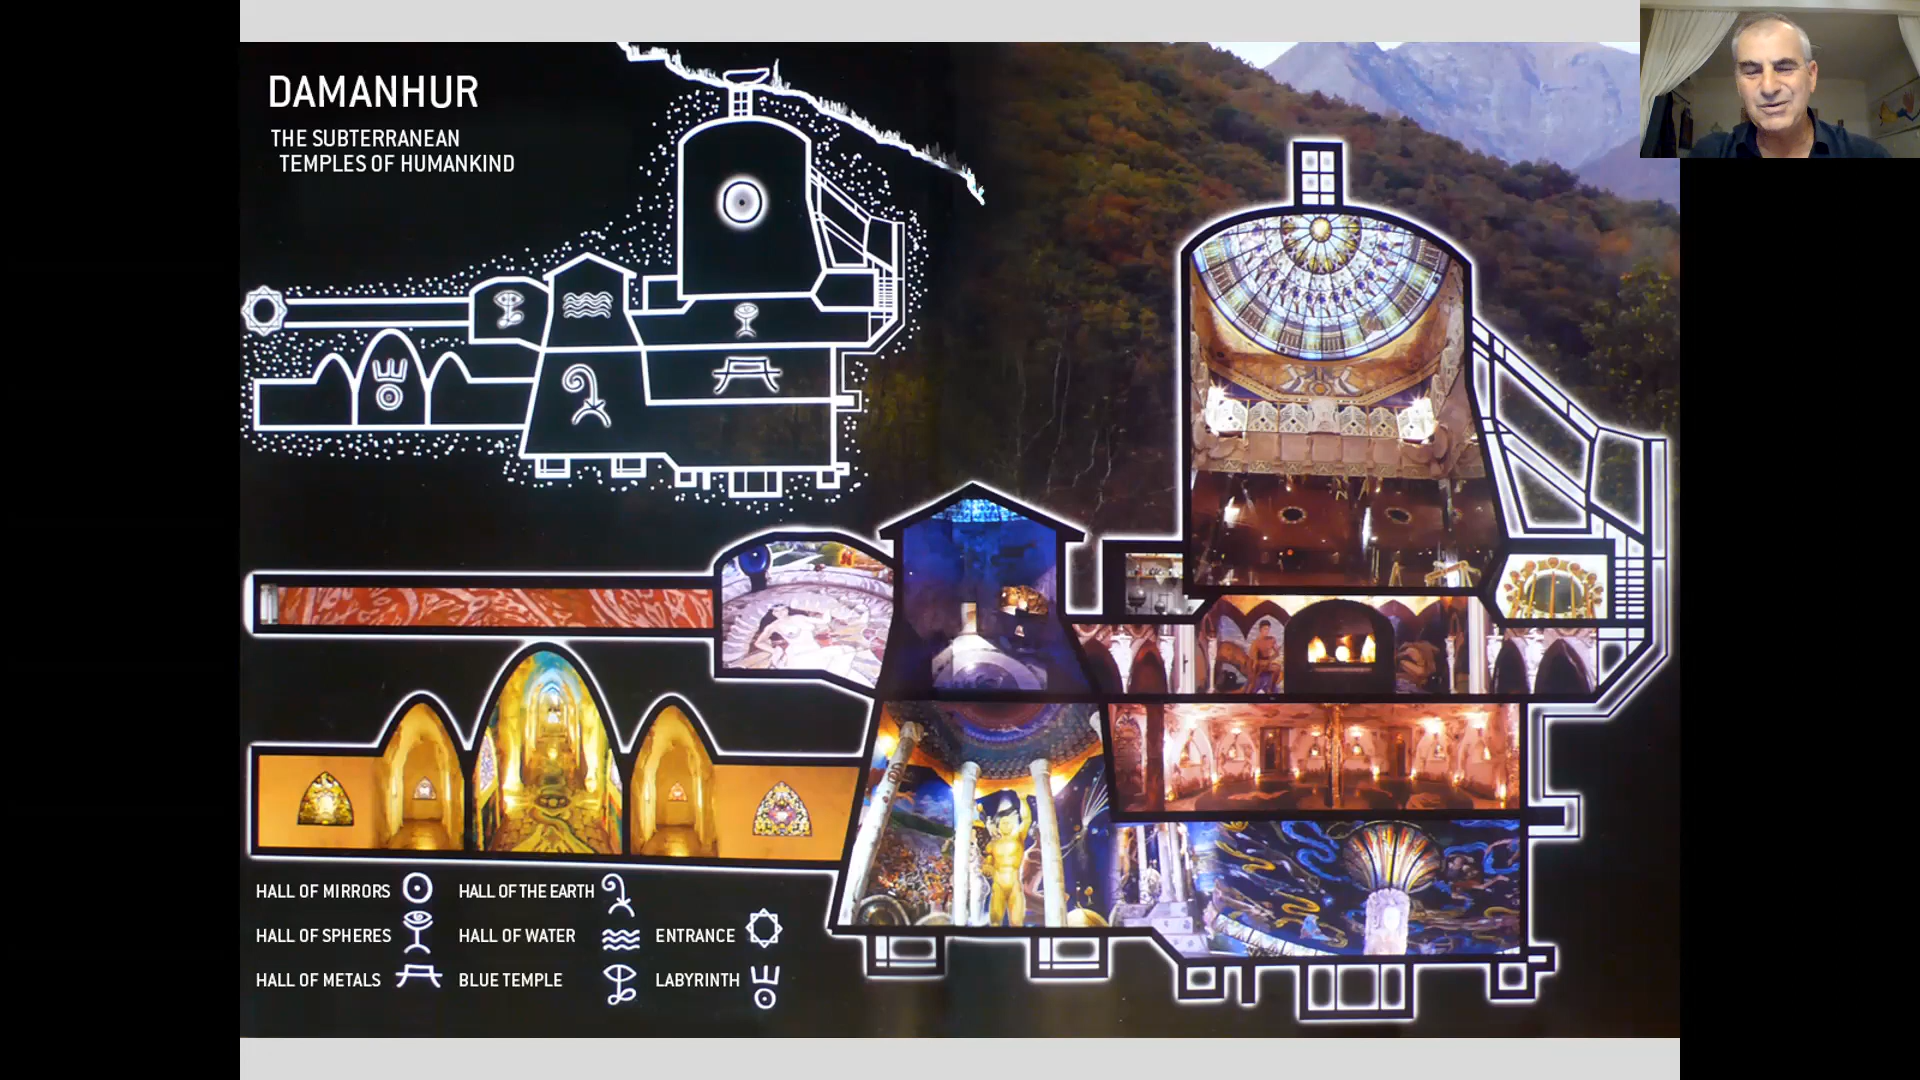 DAMANHUR
THE SUBTERRANEAN
TEMPLES OF HUMANKIND
HALL OF MIRRORS
HALL OF THE EARTH
HALL OF SPHERES
HALL OF WATER
ENTRANCE
HALL OF METALS
BLUE TEMPLE
LABYRINTH